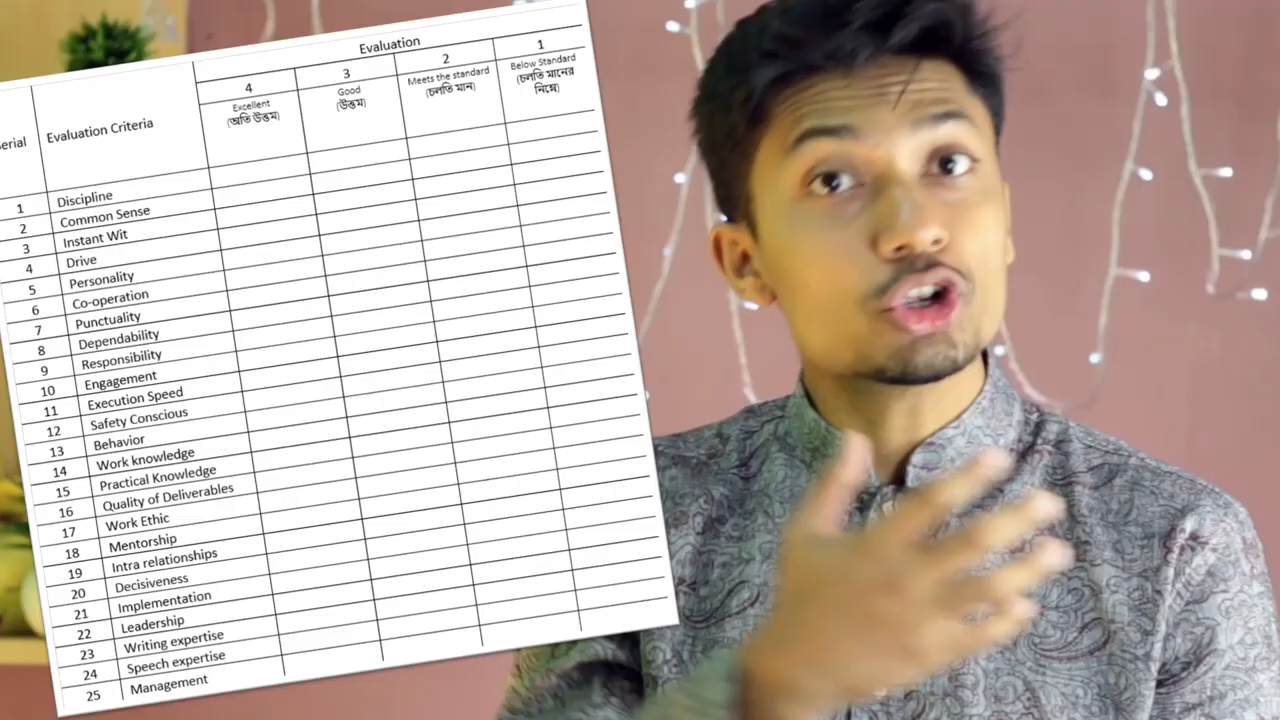 Evaluation
Serial Evaluation Criteria 4 3 2 1
Excellent Good Meets the standard Below Standard
(অতি উত্তম) (উত্তম) (চলতি মান) (চলতি মানের
নিম্নে)
1 Discipline
2 Common Sense
3 Instant Wit
4 Drive
5 Personality
6 Co-operation
7 Punctuality
8 Dependability
9 Responsibility
10 Engagement
11 Execution Speed
12 Safety Conscious
13 Behavior
14 Work knowledge
15 Practical Knowledge
16 Quality of Deliverables
17 Work Ethic
18 Mentorship
19 Intra relationships
20 Decisiveness
21 Implementation
22 Leadership
23 Writing expertise
24 Speech expertise
25 Management